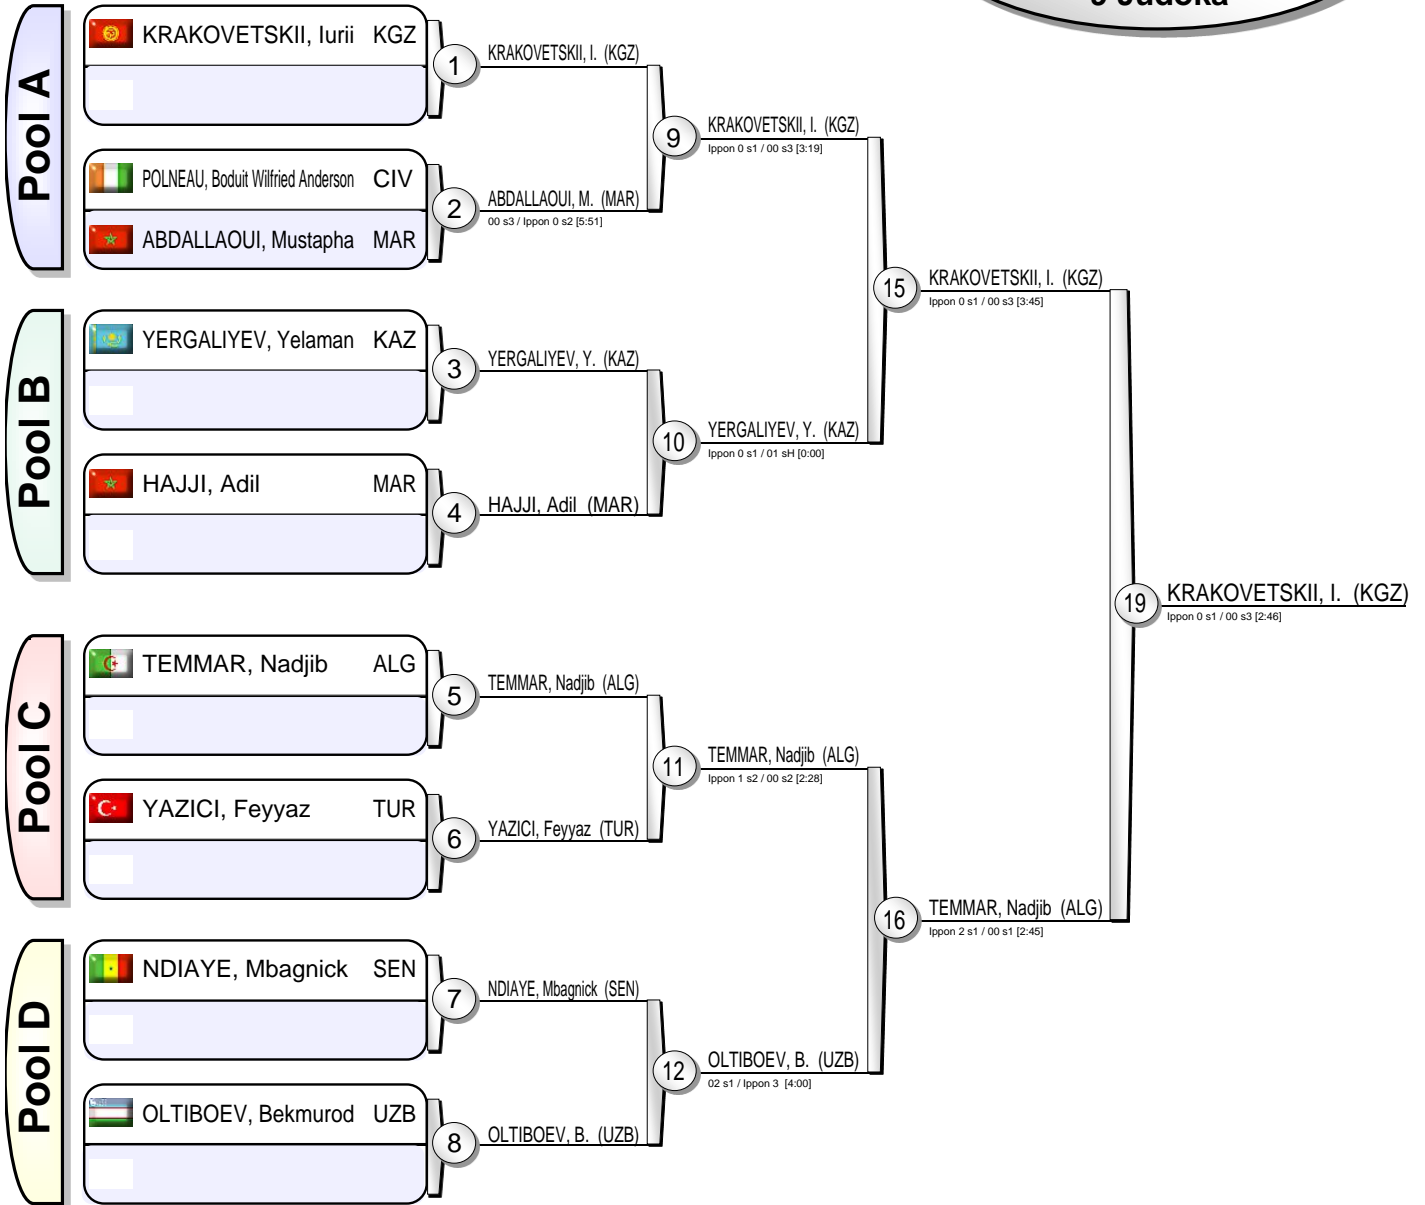 9 Judoka
Pool A
KRAKOVETSKII, Iurii KGZ
1
KRAKOVETSKII, I. (KGZ)
POLNEAU, Boduit Wilfried Anderson CIV
ABDALLAOUI, Mustapha MAR
2
ABDALLAOUI, M. (MAR)
00 s3 / Ippon 0 s2 [5:51]
9
KRAKOVETSKII, I. (KGZ)
Ippon 0 s1 / 00 s3 [3:19]
Pool B
YERGALIYEV, Yelaman KAZ
3
YERGALIYEV, Y. (KAZ)
HAJJI, Adil MAR
4
HAJJI, Adil (MAR)
10
YERGALIYEV, Y. (KAZ)
Ippon 0 s1 / 01 sH [0:00]
15
KRAKOVETSKII, I. (KGZ)
Ippon 0 s1 / 00 s3 [3:45]
Pool C
TEMMAR, Nadjib ALG
5
TEMMAR, Nadjib (ALG)
YAZICI, Feyyaz TUR
6
YAZICI, Feyyaz (TUR)
11
TEMMAR, Nadjib (ALG)
Ippon 1 s2 / 00 s2 [2:28]
Pool D
NDIAYE, Mbagnick SEN
7
NDIAYE, Mbagnick (SEN)
OLTIBOEV, Bekmurod UZB
8
OLTIBOEV, B. (UZB)
12
OLTIBOEV, B. (UZB)
02 s1 / Ippon 3 [4:00]
16
TEMMAR, Nadjib (ALG)
Ippon 2 s1 / 00 s1 [2:45]
19
KRAKOVETSKII, I. (KGZ)
Ippon 0 s1 / 00 s3 [2:46]